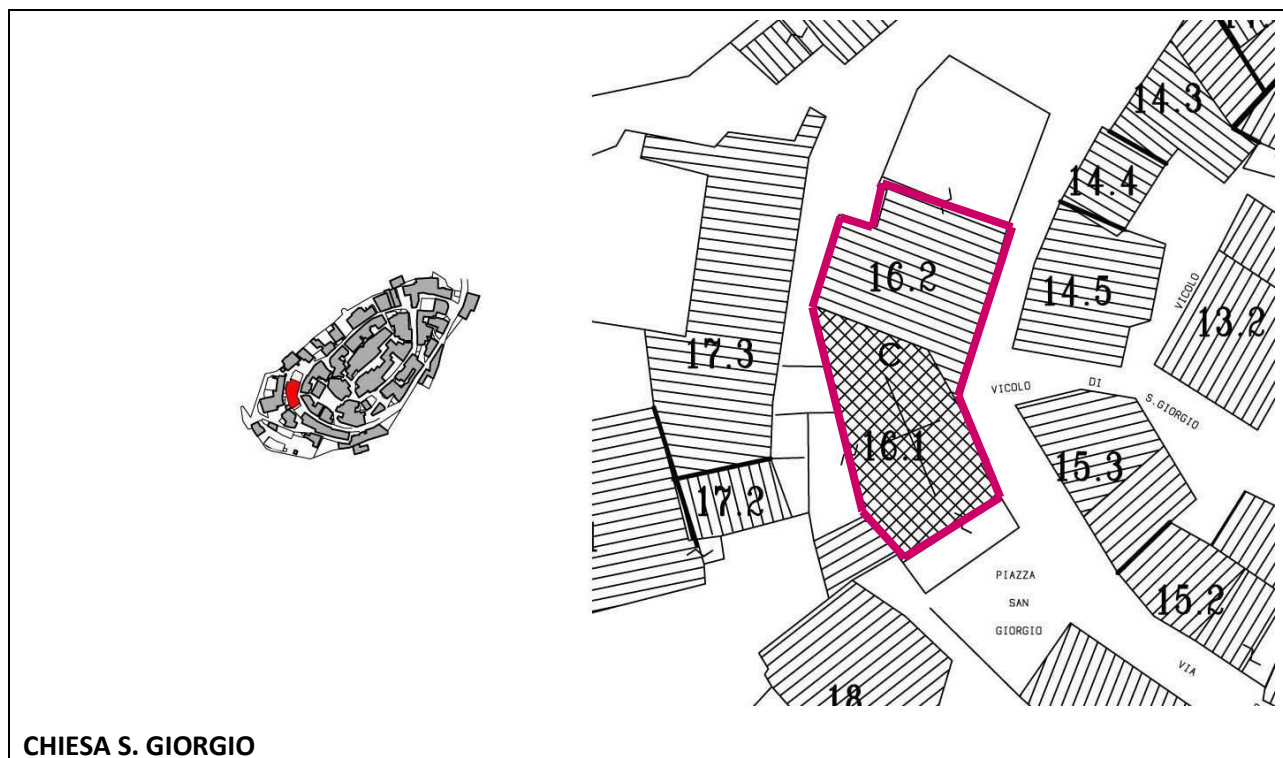 14.3
14.4
16.2
14.5
VICOLO
13.2
17.3
C
VICOLO
DI
S.GIORGIO
16.1
15.3
17.2
PIAZZA
SAN
GIORGIO
15.2
VIA
18
CHIESA S. GIORGIO